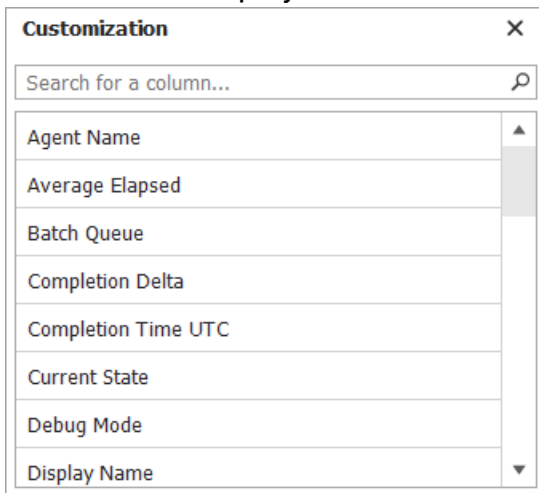 Customization
Search for a column...
Agent Name
Average Elapsed
Batch Queue
Completion Delta
Completion Time UTC
Current State
Debug Mode
Display Name